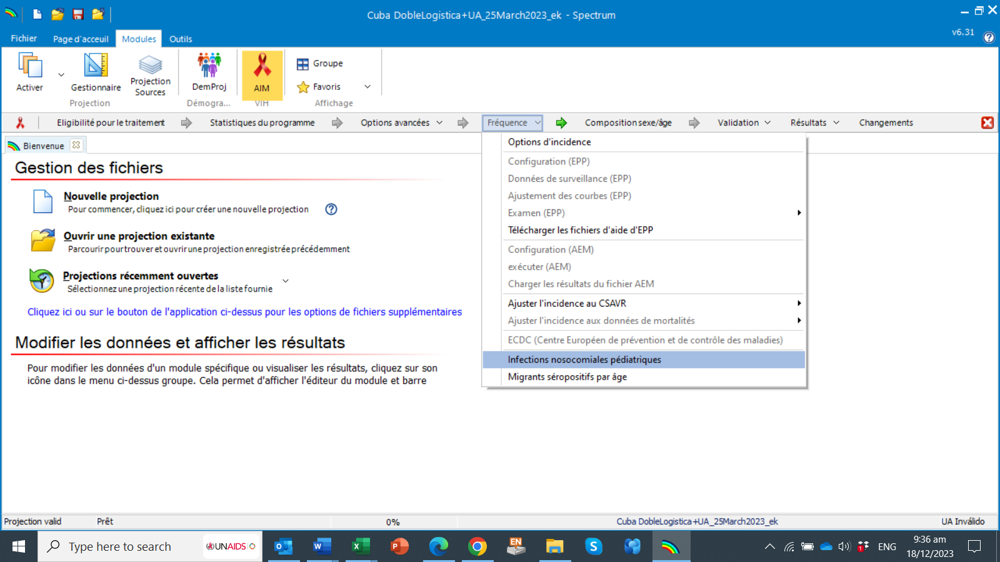 Cuba DobleLogistica+UA_25March2023_ek - Spectrum
v6.31
Fichier Page d'acceuil Modules Outils
Activer
Gestionnaire
Projection
Sources
Projection
DemProj
Démogra...
AIM
VIH
Groupe
Favoris
Affichage
Eligibilité pour le traitement Statistiques du programme Options avancées Fréquence Composition sexe/âge Validation Résultats Changements
Bienvenue
Gestion des fichiers
Nouvelle projection
Pour commencer, cliquez ici pour créer une nouvelle projection
Ouvrir une projection existante
Parcourir pour trouver et ouvrir une projection enregistrée précédemment
Projections récemment ouvertes
Sélectionnez une projection récente de la liste fournie
Cliquez ici ou sur le bouton de l'application ci-dessus pour les options de fichiers supplémentaires
Modifier les données et afficher les résultats
Pour modifier les données d'un module spécifique ou visualiser les résultats, cliquez sur son
icône dans le menu ci-dessus groupe. Cela permet d'afficher l'éditeur du module et barre
Options d'incidence
Configuration (EPP)
Données de surveillance (EPP)
Ajustement des courbes (EPP)
Examen (EPP)
Télécharger les fichiers d'aide d'EPP
Configuration (AEM)
exécuter (AEM)
Charger les résultats du fichier AEM
Ajuster l'incidence au CSAVR
Ajuster l'incidence aux données de mortalités
ECDC (Centre Européen de prévention et de contrôle des maladies)
Infections nosocomiales pédiatriques
Migrants séropositifs par âge
Projection valid Prêt 0% Cuba DobleLogistica+UA_25March2023_ek UA Inválido
Type here to search
UNAIDS
EN
ENG
9:36 am
18/12/2023